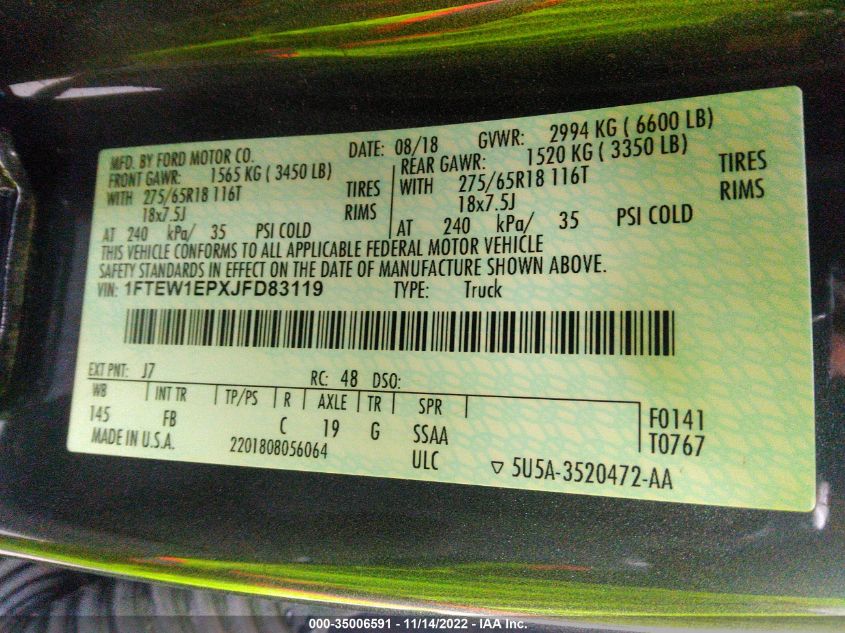 MFD. BY FORD MOTOR CO. DATE: 08/18 GVWR: 2994 KG ( 6600 LB)
FRONT GAWR: 1565 KG ( 3450 LB) REAR GAWR: 1520 KG ( 3350 LB)
WITH 275/65R18 116T TIRES WITH 275/65R18 116T TIRES
18x7.5J RIMS 18x7.5J RIMS
AT 240 kPa/ 35 PSI COLD AT 240 kPa/ 35 PSI COLD
THIS VEHICLE CONFORMS TO ALL APPLICABLE FEDERAL MOTOR VEHICLE
SAFETY STANDARDS IN EFFECT ON THE DATE OF MANUFACTURE SHOWN ABOVE.
VIN: 1FTEW1EPXJFD83119 TYPE: Truck
EXT PNT: J7 RC: 48 DSO:
WB INT TR TP/PS R AXLE TR SPR
145 FB C 19 G SSAA F0141
MADE IN U.S.A. 2201808056064 ULC T0767
▽ 5U5A-3520472-AA
000-35006591 - 11/14/2022 - IAA Inc.